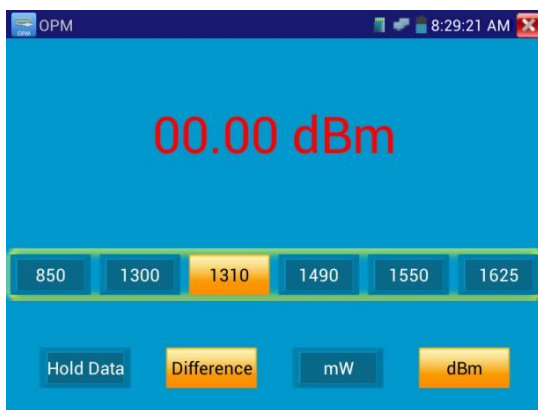 OPM
OPM 8:29:21 AM
00.00 dBm
850 1300 1310 1490 1550 1625
Hold Data Difference mW dBm